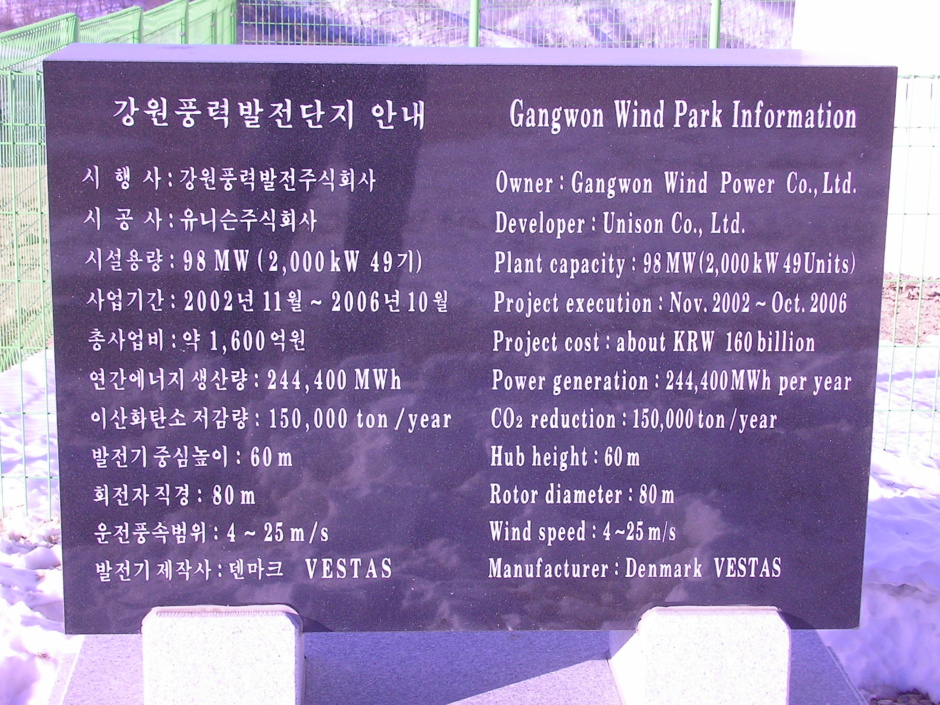 강원풍력발전단지 안내
시 행 사 : 강원풍력발전주식회사
시 공 사 : 유니슨주식회사
시설용량 : 98 MW ( 2,000 kW 49기)
사업기간 : 2002년 11월 ~ 2006년 10월
총사업비 : 약 1,600억원
연간에너지 생산량 : 244,400 MWh
이산화탄소 저감량 : 150,000 ton /year
발전기 중심높이 : 60 m
회전자 직경 : 80 m
운전풍속범위 : 4 ~ 25 m/s
발전기 제작사 : 덴마크 VESTAS
Gangwon Wind Park Information
Owner : Gangwon Wind Power Co., Ltd.
Developer : Unison Co., Ltd.
Plant capacity : 98 MW(2,000 kW 49Units)
Project execution : Nov. 2002 ~ Oct. 2006
Project cost : about KRW 160 billion
Power generation : 244,400MWh per year
CO₂ reduction : 150,000 ton /year
Hub height : 60 m
Rotor diameter : 80 m
Wind speed : 4~25 m/s
Manufacturer : Denmark VESTAS